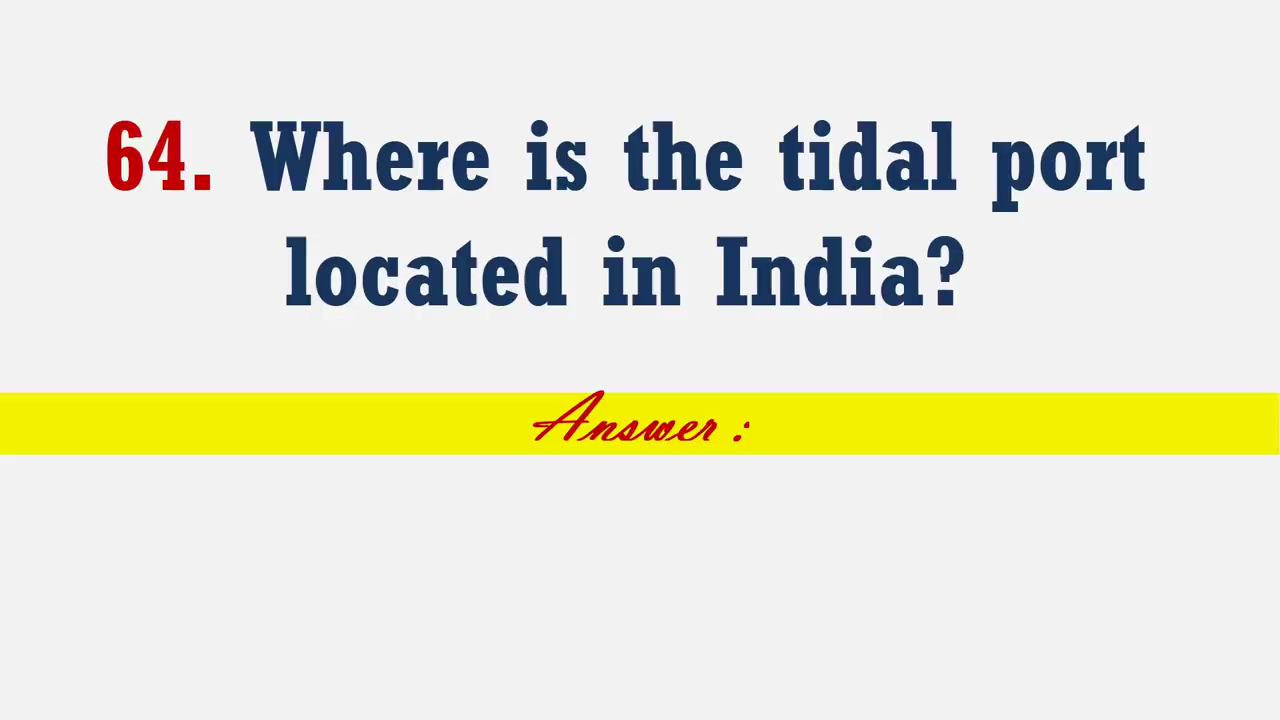 64. Where is the tidal port
located in India?
Answer :